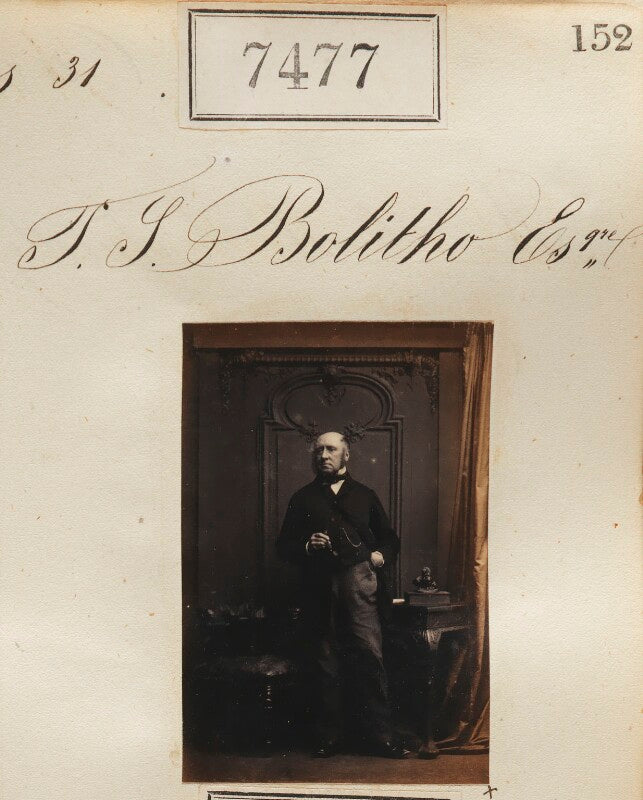 152
7477
s 31 .
T. S. Bolitho Esqre